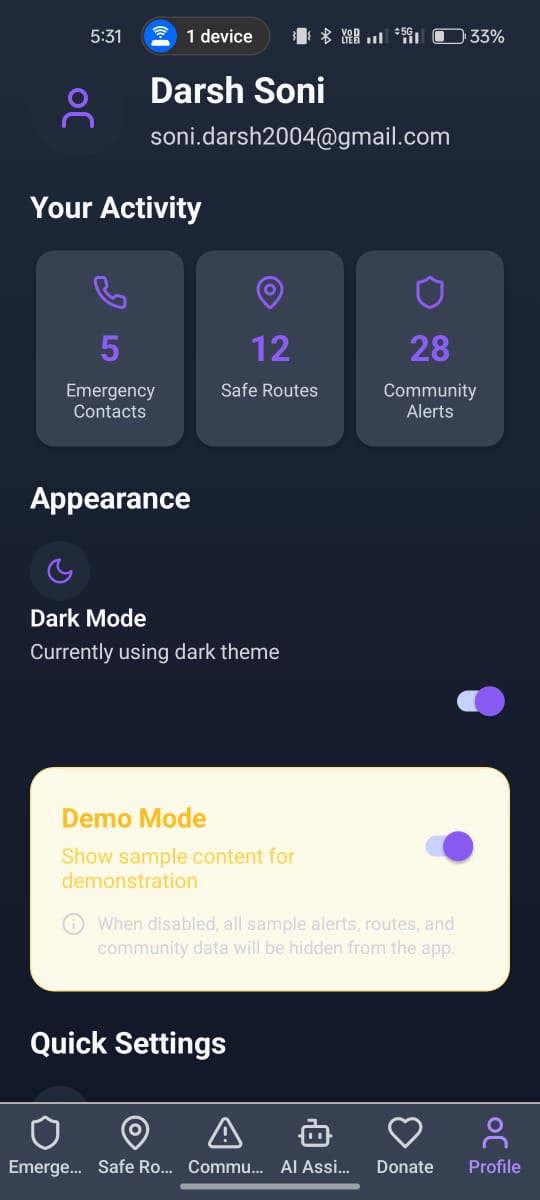 5:31
1 device
VoD
LTED
5G
33%
Darsh Soni
soni.darsh2004@gmail.com
Your Activity
5
Emergency
Contacts
12
Safe Routes
28
Community
Alerts
Appearance
Dark Mode
Currently using dark theme
Demo Mode
Show sample content for
demonstration
When disabled, all sample alerts, routes, and
community data will be hidden from the app.
Quick Settings
Emerge...
Safe Ro...
Commu...
AI Assi...
Donate
Profile